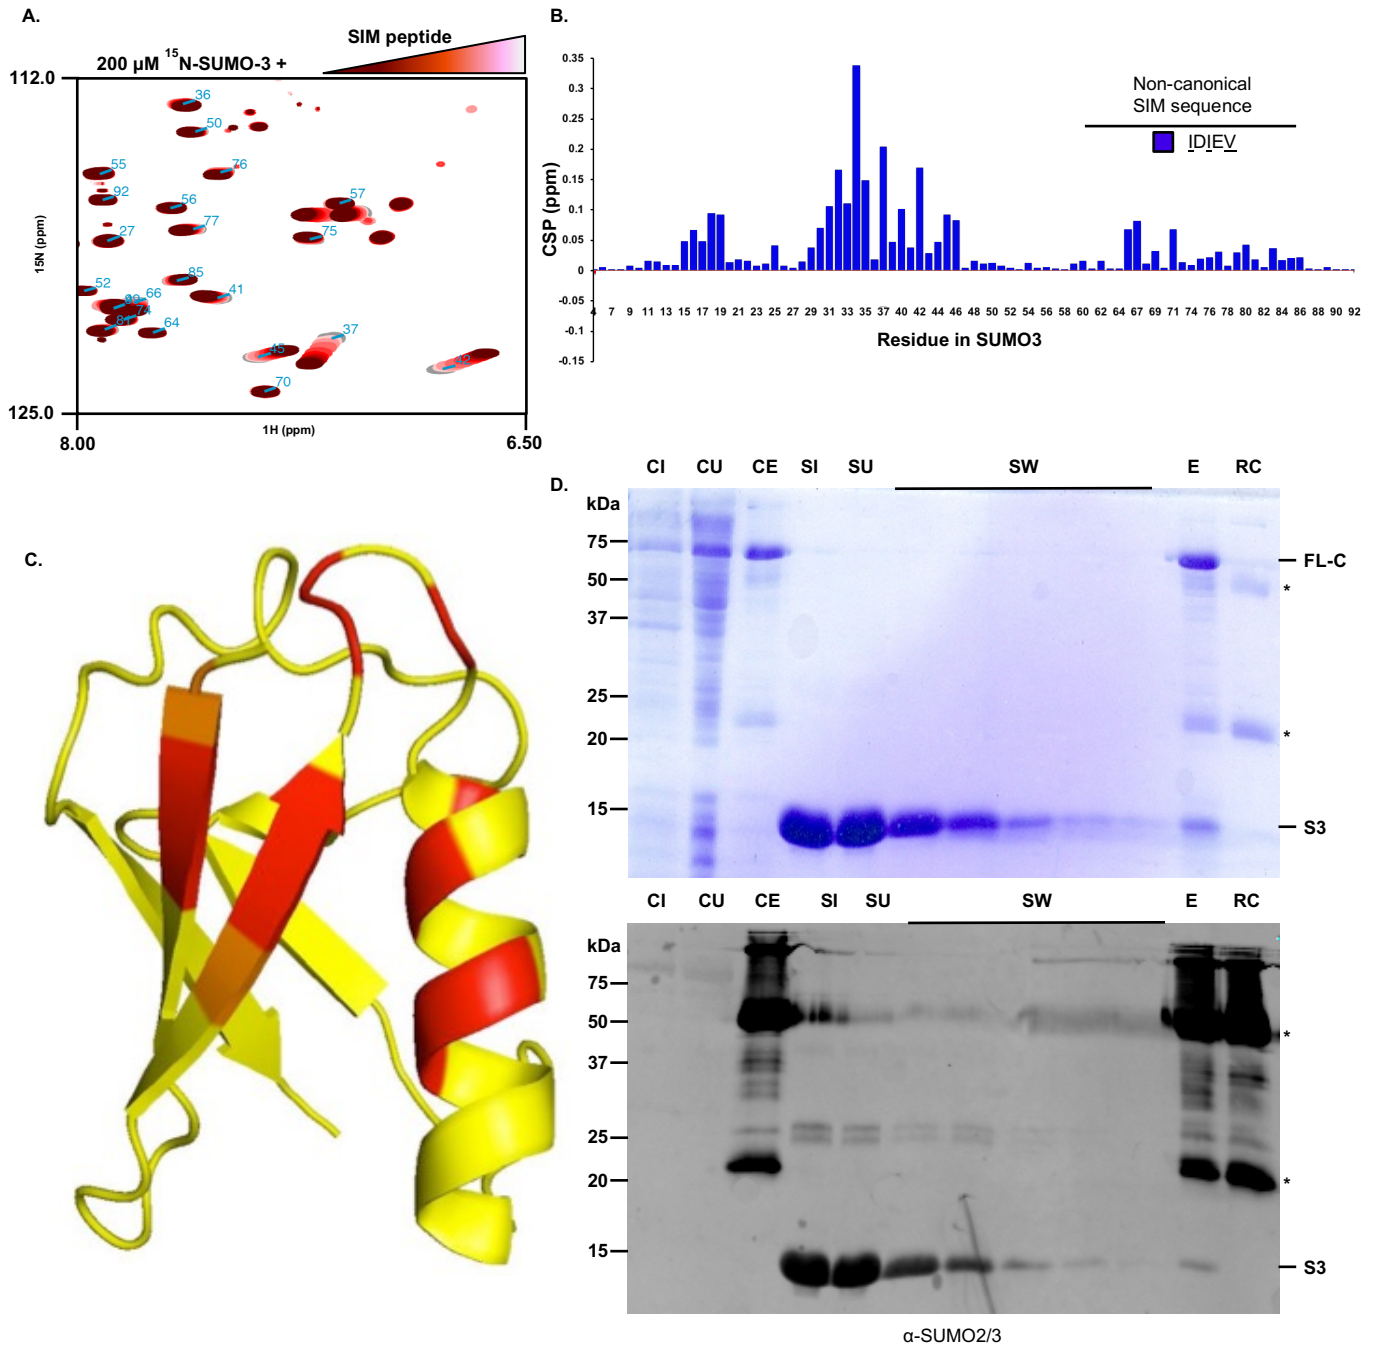 A.
SIM peptide
200 µM 15N-SUMO-3 +
112.0
15N (ppm)
36
50
55
76
92
57
56
77
27
75
85
52
66
41
74
81
64
37
45
42
70
125.0
8.00
1H (ppm)
6.50
B.
0.35
0.3
0.25
0.2
0.15
0.1
0.05
0
-0.05
-0.1
-0.15
CSP (ppm)
Non-canonical
SIM sequence
IDIEV
4 7 9 11 13 15 17 19 21 23 25 27 29 31 33 35 37 40 42 44 46 48 50 52 54 56 58 60 62 64 67 69 71 74 76 78 80 82 84 86 88 90 92
Residue in SUMO3
C.
D.
CI CU CE SI SU SW E RC
kDa
75
50
37
25
20
15
FL-C
*
*
S3
CI CU CE SI SU SW E RC
kDa
75
50
37
25
20
15
*
*
S3
α-SUMO2/3